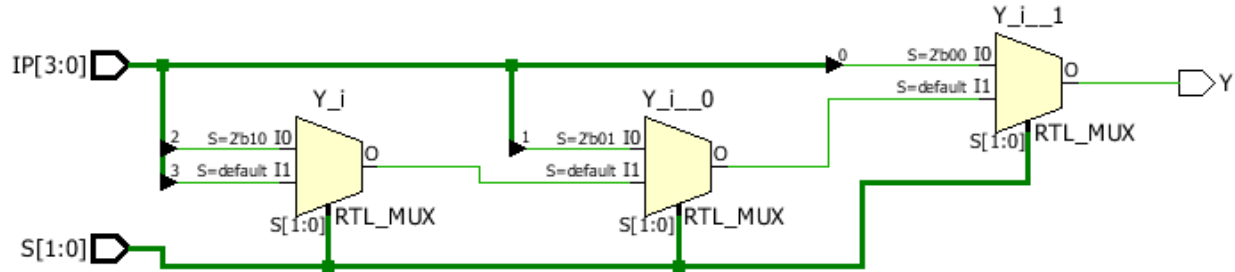 Y_i__1
IP[3:0]
0
S=2'b00 I0
O
S=default I1
Y
S[1:0]
RTL_MUX
Y_i
2
S=2'b10 I0
O
3
S=default I1
S[1:0]
RTL_MUX
Y_i__0
1
S=2'b01 I0
O
S=default I1
S[1:0]
RTL_MUX
S[1:0]